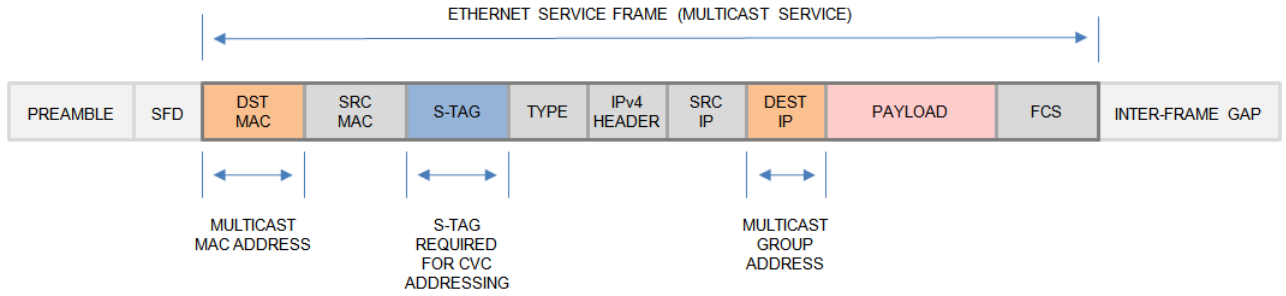 ETHERNET SERVICE FRAME (MULTICAST SERVICE)
PREAMBLE
SFD
DST
MAC
SRC
MAC
S-TAG
TYPE
IPv4
HEADER
SRC
IP
DEST
IP
PAYLOAD
FCS
INTER-FRAME GAP
MULTICAST
MAC ADDRESS
S-TAG
REQUIRED
FOR CVC
ADDRESSING
MULTICAST
GROUP
ADDRESS